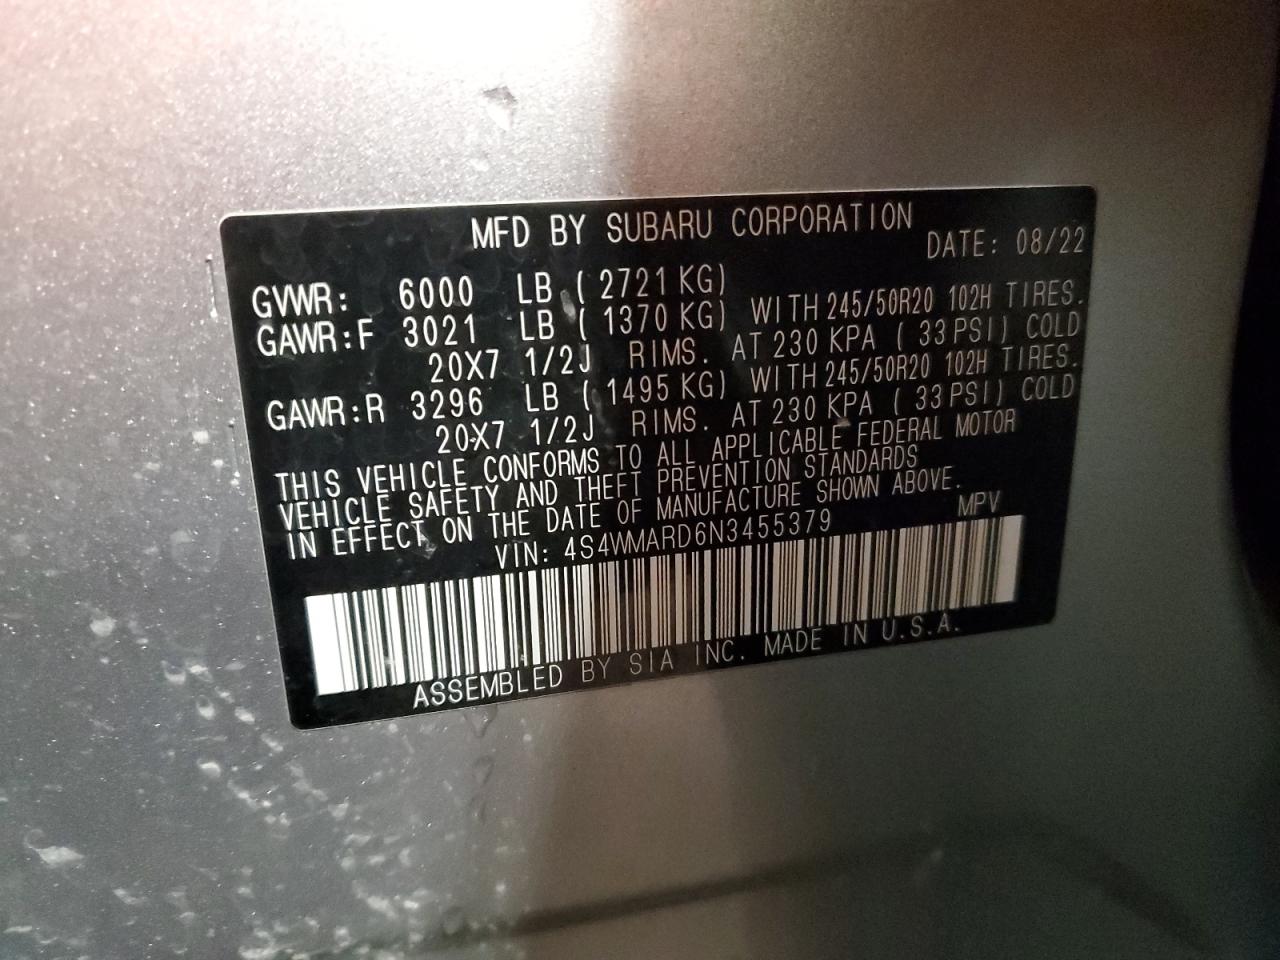 MFD BY SUBARU CORPORATION DATE: 08/22
GVWR: 6000 LB ( 2721 KG)
GAWR:F 3021 LB ( 1370 KG) WITH 245/50R20 102H TIRES.
20X7 1/2J RIMS. AT 230 KPA ( 33 PSI) COLD
GAWR:R 3296 LB ( 1495 KG) WITH 245/50R20 102H TIRES.
20X7 1/2J RIMS. AT 230 KPA ( 33 PSI) COLD
THIS VEHICLE CONFORMS TO ALL APPLICABLE FEDERAL MOTOR
VEHICLE SAFETY AND THEFT PREVENTION STANDARDS
IN EFFECT ON THE DATE OF MANUFACTURE SHOWN ABOVE.
VIN: 4S4WMARD6N3455379 MPV
ASSEMBLED BY SIA INC. MADE IN U.S.A.